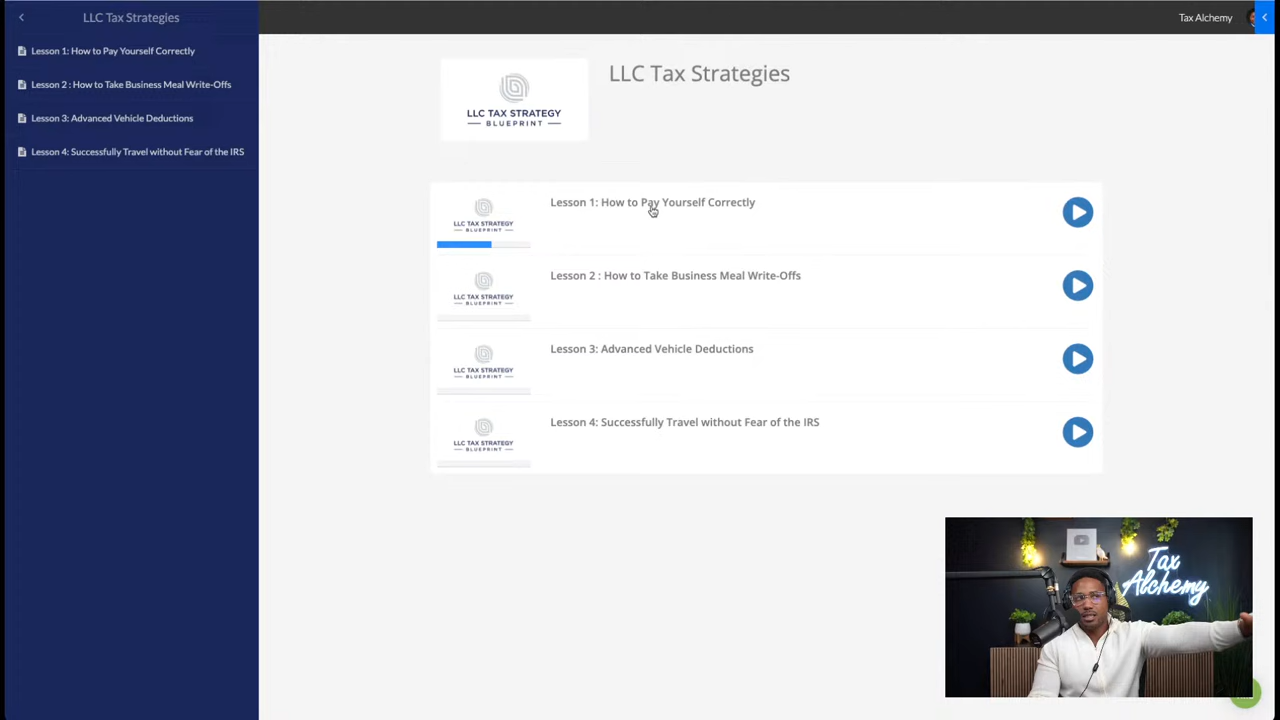 LLC Tax Strategies
Lesson 1: How to Pay Yourself Correctly
Lesson 2 : How to Take Business Meal Write-Offs
Lesson 3: Advanced Vehicle Deductions
Lesson 4: Successfully Travel without Fear of the IRS
Tax Alchemy
LLC TAX STRATEGY
BLUEPRINT
LLC Tax Strategies
LLC TAX STRATEGY
BLUEPRINT
Lesson 1: How to Pay Yourself Correctly
LLC TAX STRATEGY
BLUEPRINT
Lesson 2 : How to Take Business Meal Write-Offs
LLC TAX STRATEGY
BLUEPRINT
Lesson 3: Advanced Vehicle Deductions
LLC TAX STRATEGY
BLUEPRINT
Lesson 4: Successfully Travel without Fear of the IRS
Tax
Alchemy